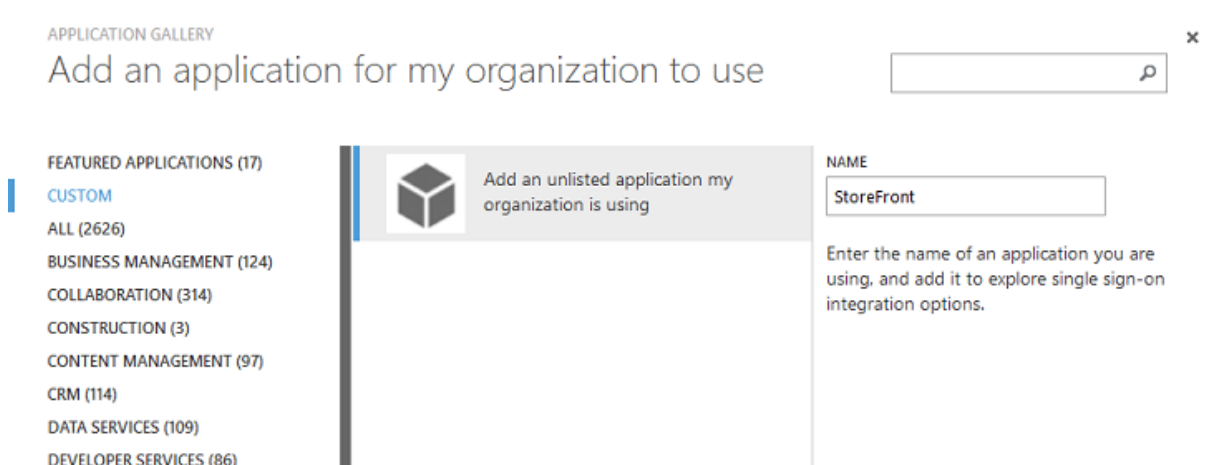 APPLICATION GALLERY
Add an application for my organization to use
FEATURED APPLICATIONS (17)
CUSTOM
ALL (2626)
BUSINESS MANAGEMENT (124)
COLLABORATION (314)
CONSTRUCTION (3)
CONTENT MANAGEMENT (97)
CRM (114)
DATA SERVICES (109)
DEVELOPER SERVICES (86)
Add an unlisted application my
organization is using
NAME
StoreFront
Enter the name of an application you are
using, and add it to explore single sign-on
integration options.